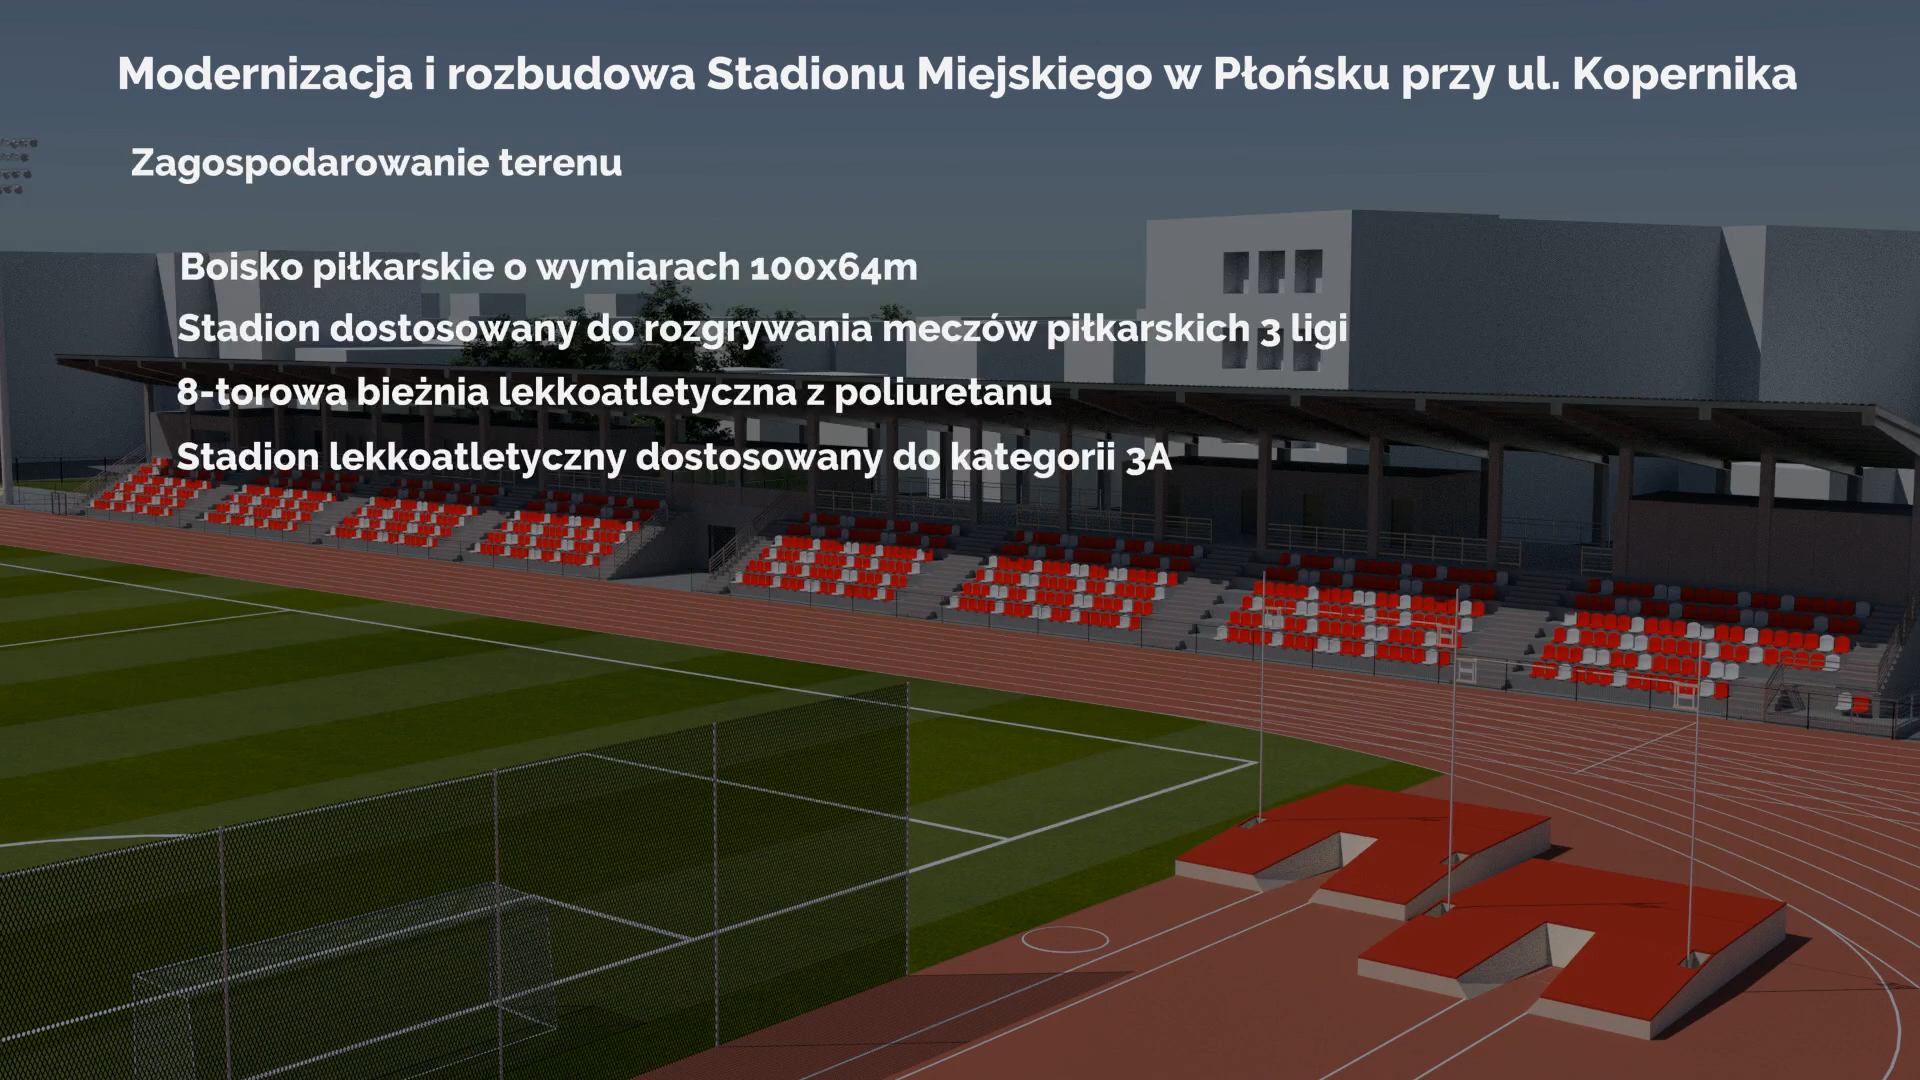 Modernizacja i rozbudowa Stadionu Miejskiego w Płońsku przy ul. Kopernika
Zagospodarowanie terenu
Boisko piłkarskie o wymiarach 100x64m
Stadion dostosowany do rozgrywania meczów piłkarskich 3 ligi
8-torowa bieżnia lekkoatletyczna z poliuretanu
Stadion lekkoatletyczny dostosowany do kategorii 3A